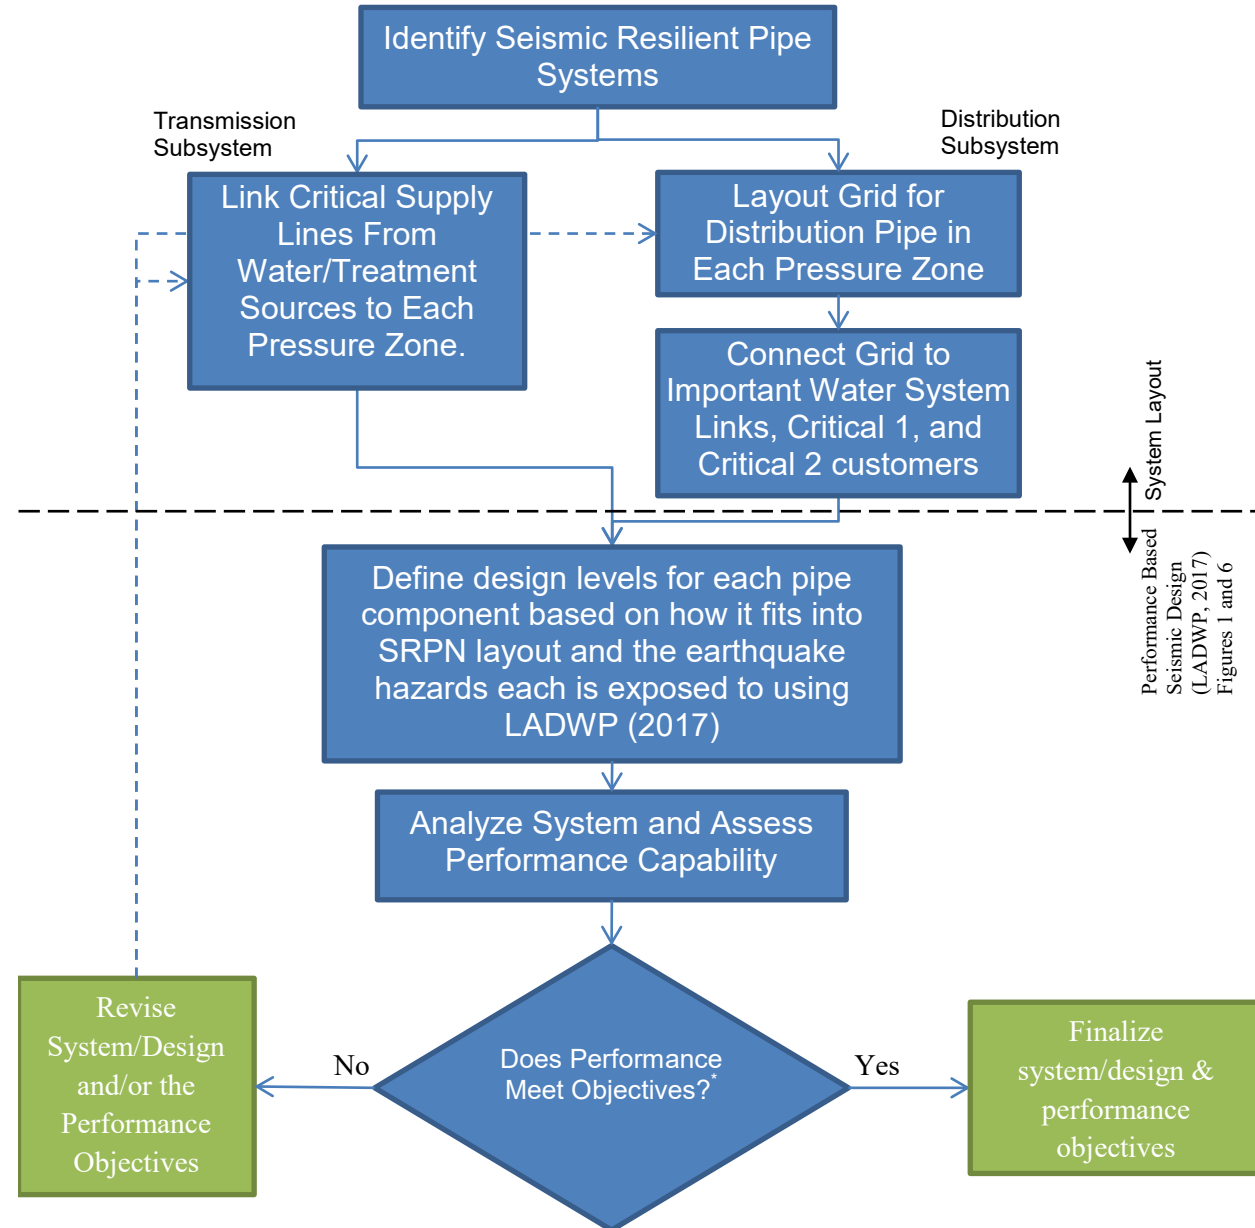 Identify Seismic Resilient Pipe
Systems
Transmission
Subsystem
Distribution
Subsystem
Link Critical Supply
Lines From
Water/Treatment
Sources to Each
Pressure Zone.
Layout Grid for
Distribution Pipe in
Each Pressure Zone
Connect Grid to
Important Water System
Links, Critical 1, and
Critical 2 customers
System Layout
Performance Based
Seismic Design
(LADWP, 2017)
Figures 1 and 6
Define design levels for each pipe
component based on how it fits into
SRPN layout and the earthquake
hazards each is exposed to using
LADWP (2017)
Analyze System and Assess
Performance Capability
Does Performance
Meet Objectives?*
No
Yes
Revise
System/Design
and/or the
Performance
Objectives
Finalize
system/design &
performance
objectives